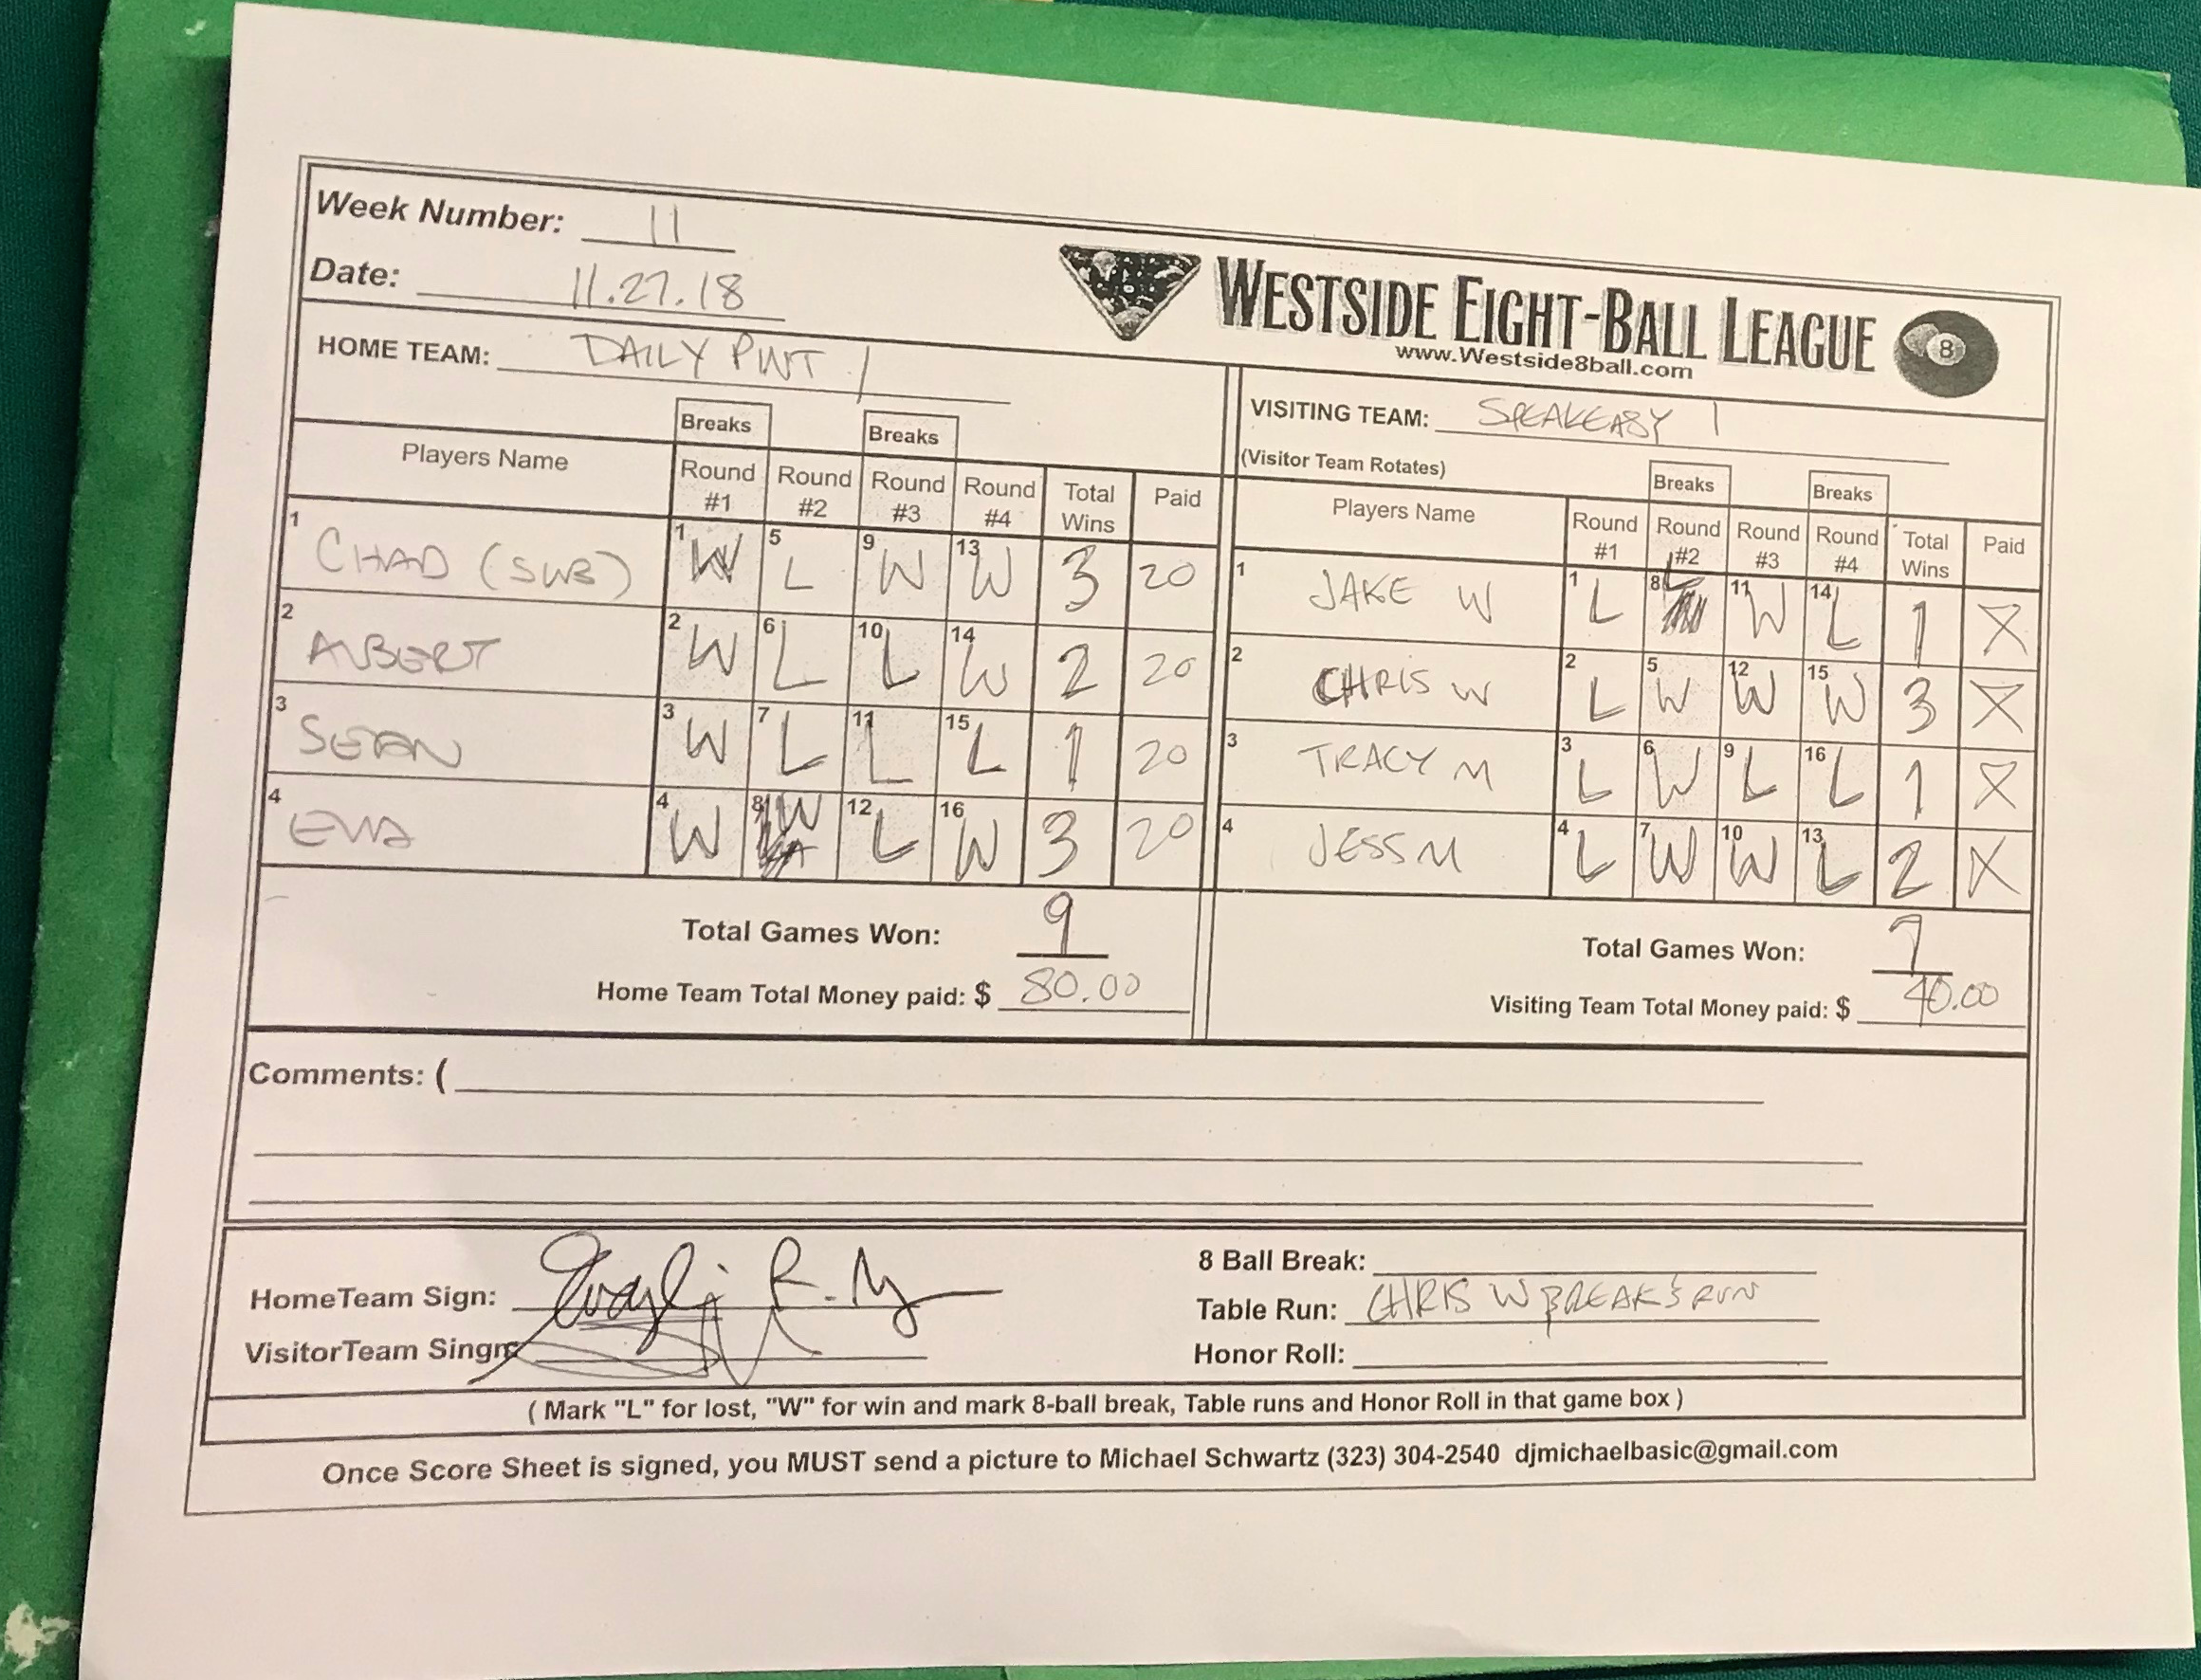 Week Number: 11
Date: 11.27.18
WESTSIDE EIGHT-BALL LEAGUE 8
www.Westside8ball.com
HOME TEAM: DAILY PINT 1
VISITING TEAM: SPEAKEASY 1
(Visitor Team Rotates)
Breaks Breaks
Players Name Round #1 Round #2 Round #3 Round #4 Total Wins Paid
1 CHAD (SUB) 1 W 5 L 9 W 13 W 3 20
2 ALBERT 2 W 6 L 10 L 14 W 2 20
3 SEAN 3 W 7 L 11 L 15 L 1 20
4 EVA 4 W 8 W 12 L 16 W 3 20
Total Games Won: 9
Home Team Total Money paid: $ 80.00
Breaks Breaks
Players Name Round #1 Round #2 Round #3 Round #4 Total Wins Paid
1 JAKE W 1 L 8 L 11 W 14 L 1 X
2 CHRIS W 2 L 5 W 12 W 15 W 3 X
3 TRACY M 3 L 6 W 9 L 16 L 1 X
4 JESS M 4 L 7 W 10 W 13 L 2 X
Total Games Won: 7
Visiting Team Total Money paid: $ 40.00
Comments: (
HomeTeam Sign:
VisitorTeam Singn:
8 Ball Break:
Table Run: CHRIS W BREAK & RUN
Honor Roll:
( Mark "L" for lost, "W" for win and mark 8-ball break, Table runs and Honor Roll in that game box )
Once Score Sheet is signed, you MUST send a picture to Michael Schwartz (323) 304-2540 djmichaelbasic@gmail.com